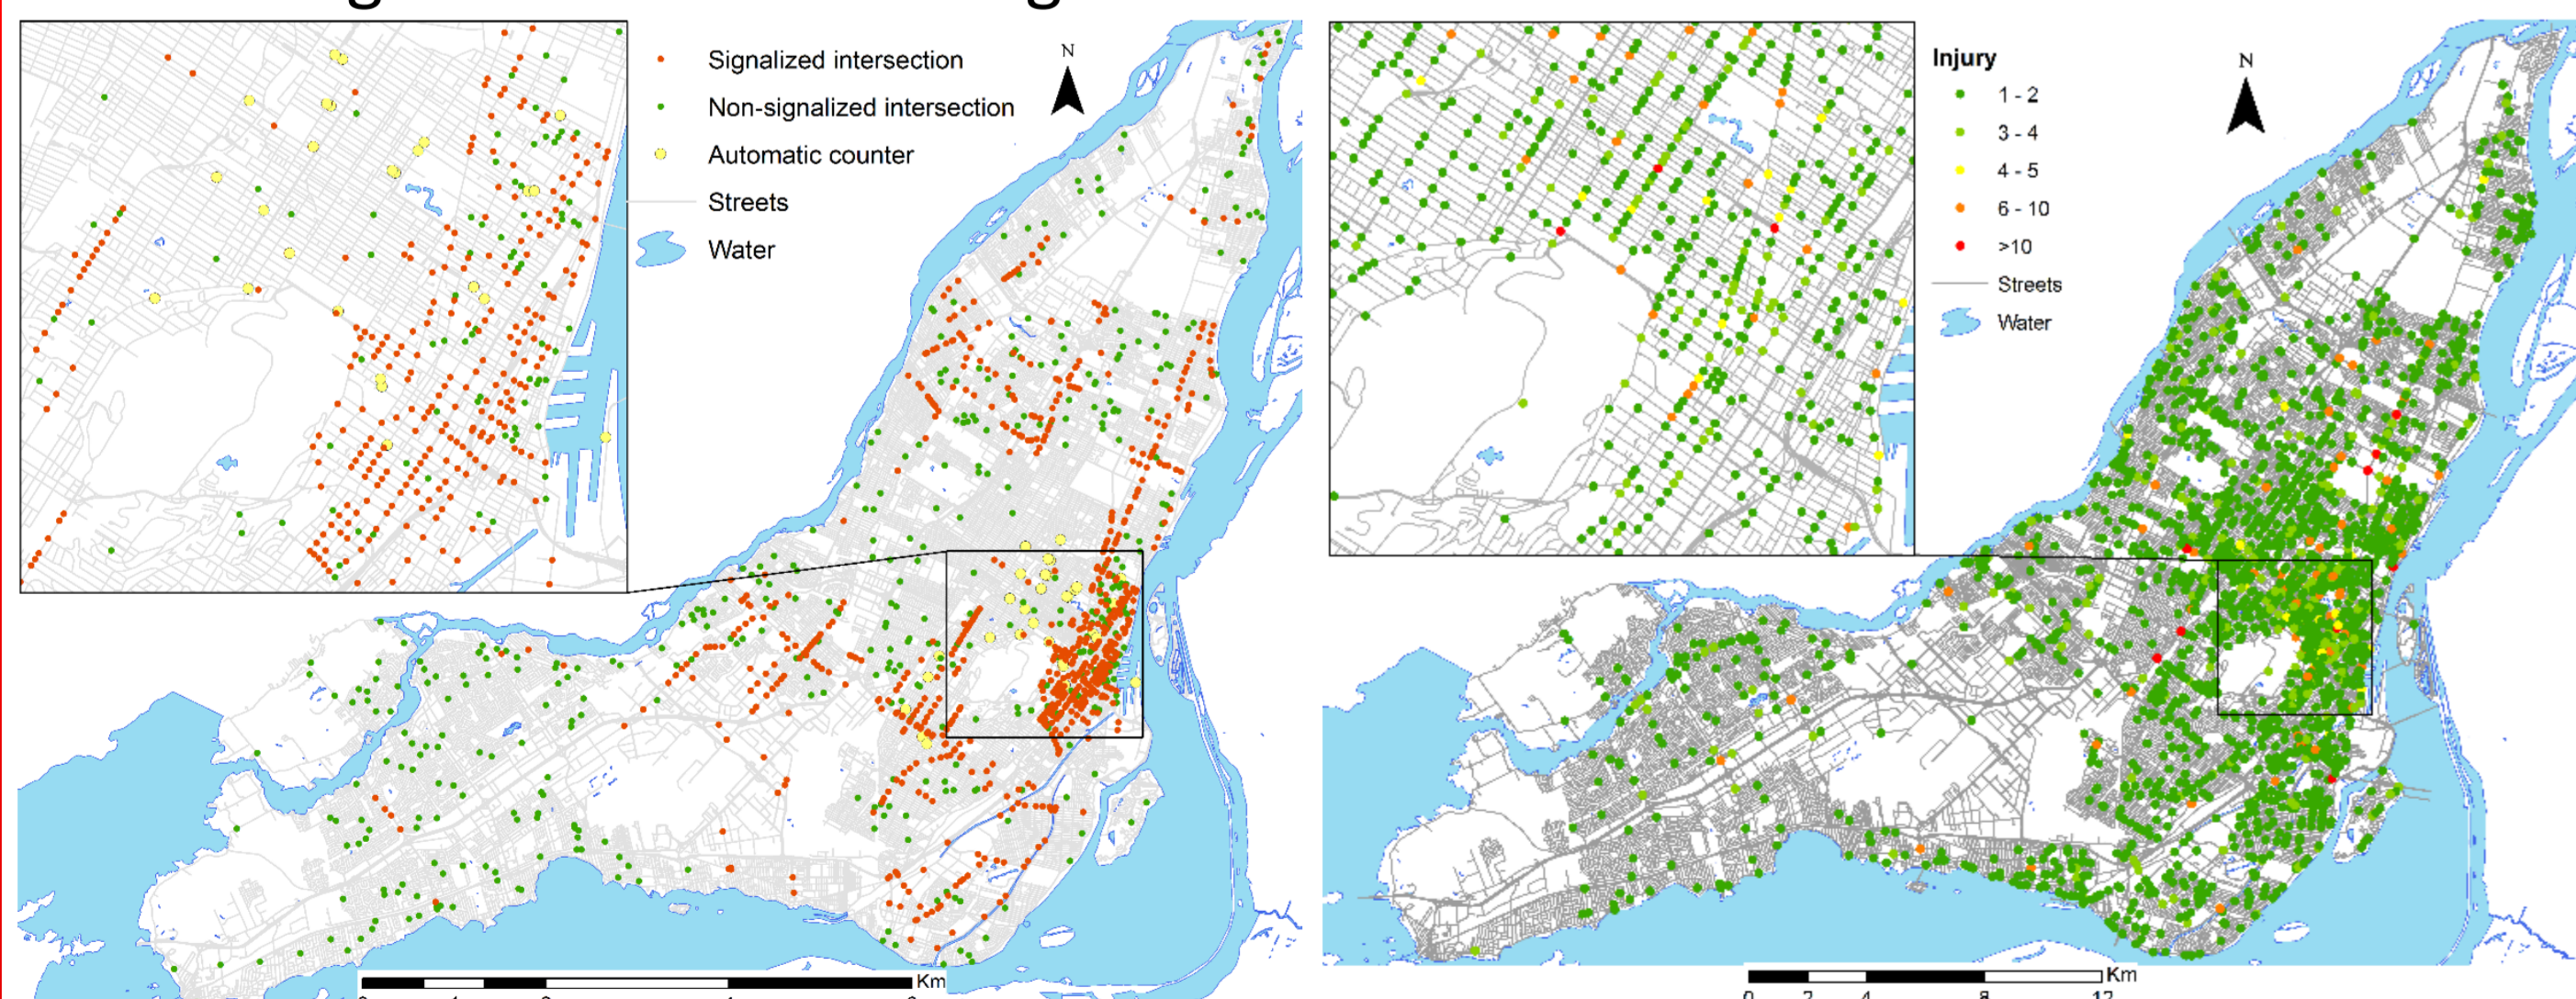 N
Signalized intersection
Non-signalized intersection
Automatic counter
Streets
Water
Km
Injury
N
1 - 2
3 - 4
4 - 5
6 - 10
>10
Streets
Water
Km
0 2 4 8 12